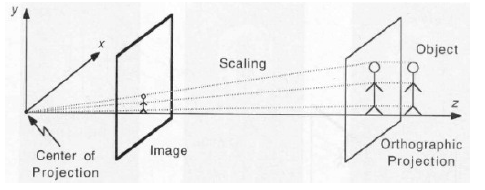 y
x
Scaling
Object
z
Center of
Projection
Image
Orthographic
Projection